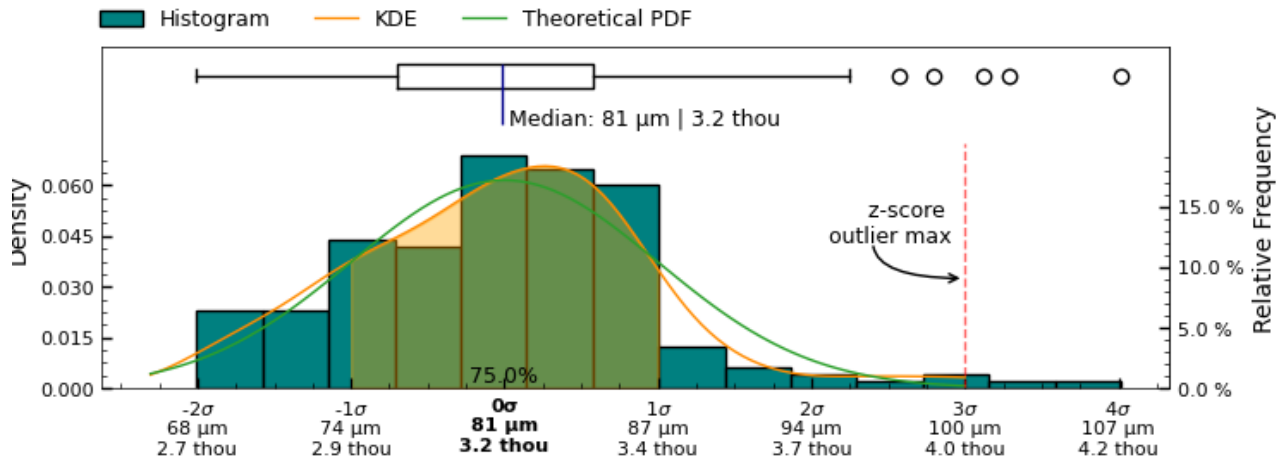 Histogram KDE Theoretical PDF
Median: 81 µm | 3.2 thou
Density
0.060
0.045
0.030
0.015
0.000
z-score
outlier max
75.0%
Relative Frequency
15.0 %
10.0 %
5.0 %
0.0 %
-2σ -1σ 0σ 1σ 2σ 3σ 4σ
68 µm 74 µm 81 µm 87 µm 94 µm 100 µm 107 µm
2.7 thou 2.9 thou 3.2 thou 3.4 thou 3.7 thou 4.0 thou 4.2 thou